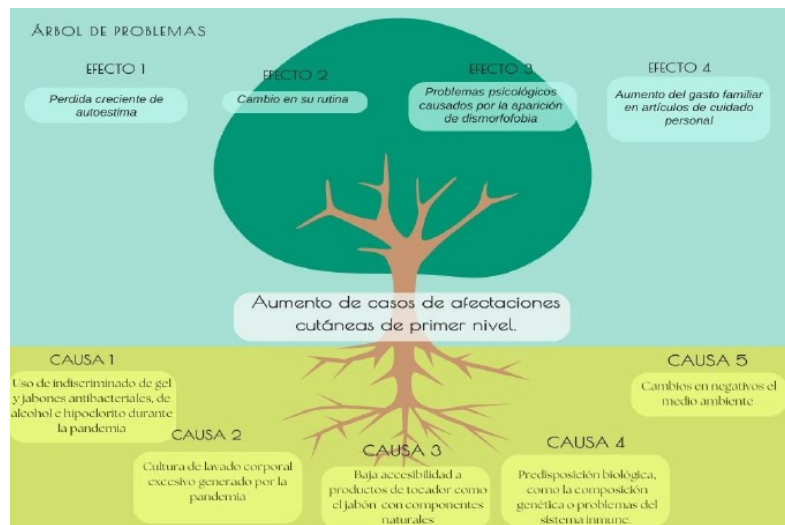 ÁRBOL DE PROBLEMAS
EFECTO 1
Perdida creciente de
autoestima
EFECTO 2
Cambio en su rutina
EFECTO 3
Problemas psicológicos
causados por la aparición
de dismorfofobia
EFECTO 4
Aumento del gasto familiar
en artículos de cuidado
personal
Aumento de casos de afectaciones
cutáneas de primer nivel.
CAUSA 1
Uso de indiscriminado de gel
y jabones antibacteriales, de
alcohol e hipoclorito durante
la pandemia
CAUSA 2
Cultura de lavado corporal
excesivo generado por la
pandemia
CAUSA 3
Baja accesibilidad a
productos de tocador como
el jabón con componentes
naturales
CAUSA 4
Predisposición biológica,
como la composición
genética o problemas del
sistema inmune.
CAUSA 5
Cambios en negativos el
medio ambiente